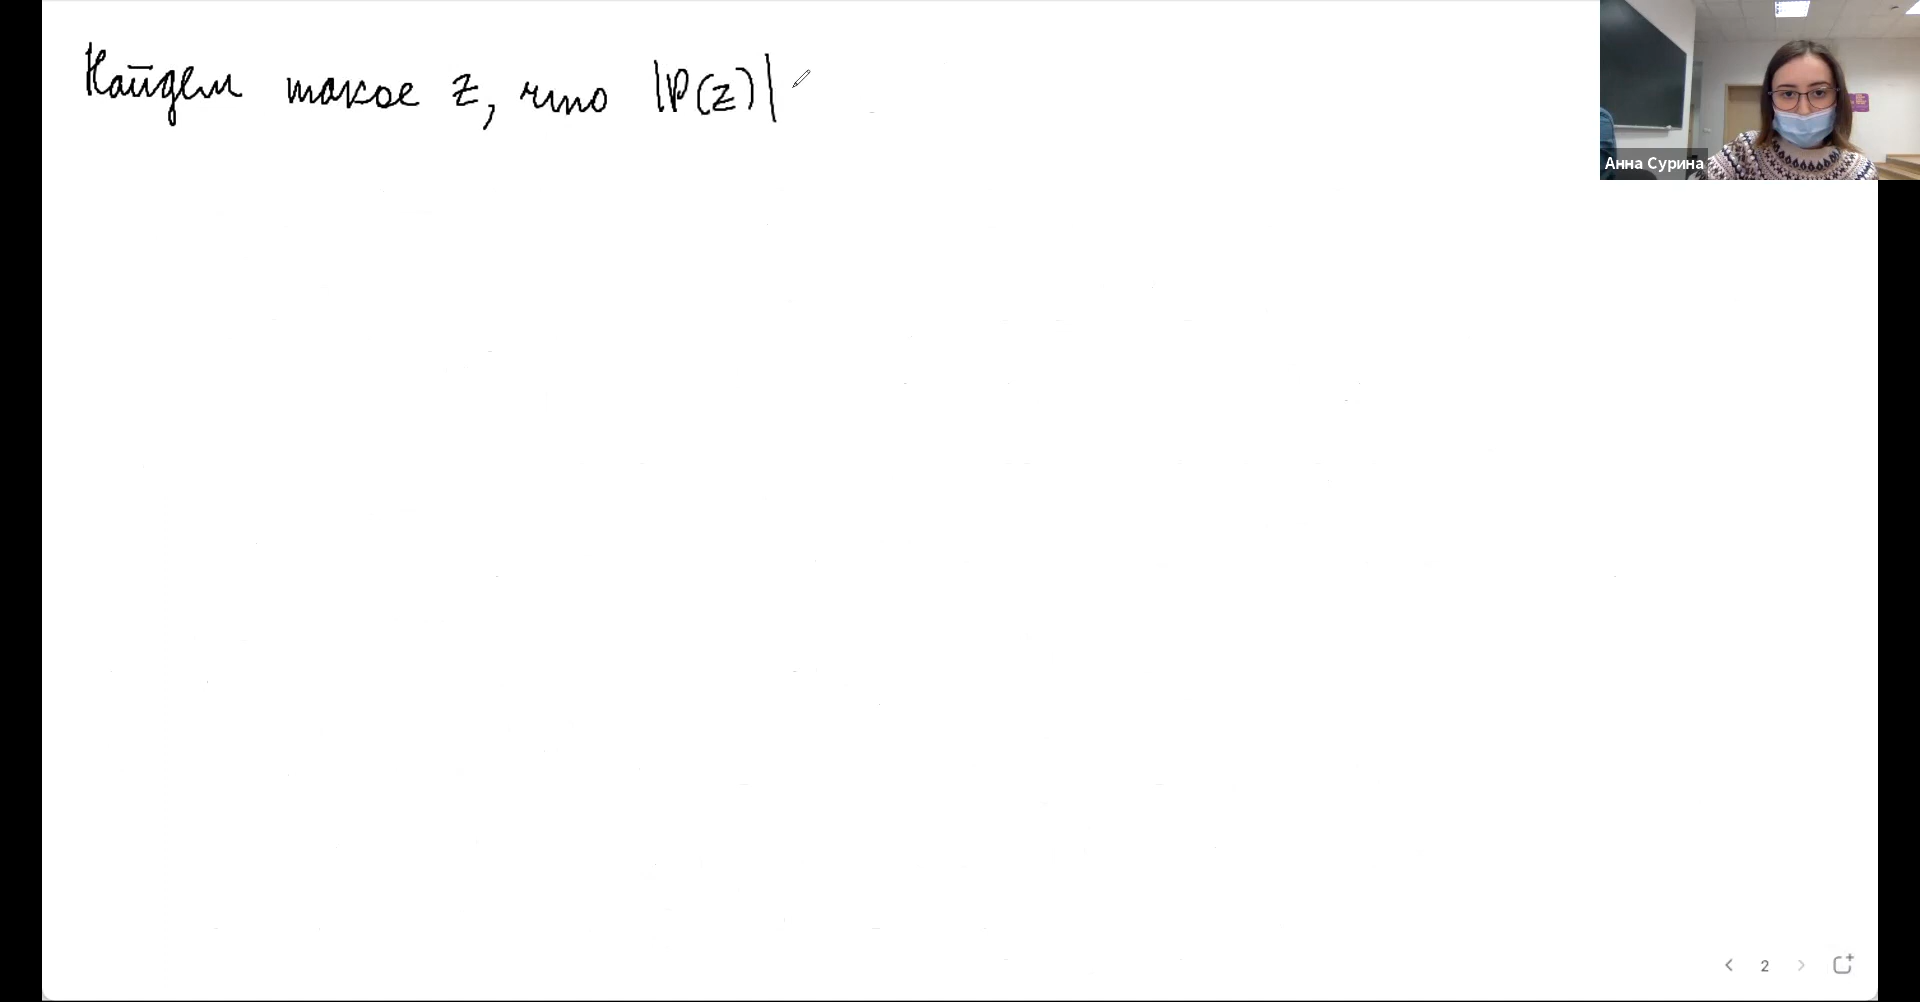 Найдем такое z, что |P(z)|
Анна Сурина
2